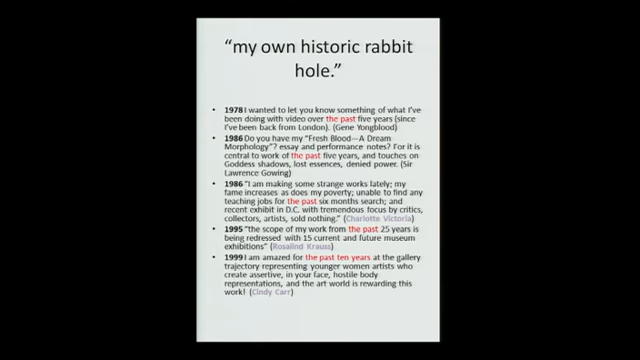 “my own historic rabbit
hole.”
• 1978 I wanted to let you know something of what I’ve
been doing with video over the past five years (since
I’ve been back from London). (Gene Yongblood)
• 1986 Do you have my “Fresh Blood—A Dream
Morphology”? essay and performance notes? For it is
central to work of the past five years, and touches on
Goddess shadows, lost essences, denied power. (Sir
Lawrence Gowing)
• 1986 “I am making some strange works lately; my
fame increases as does my poverty; unable to find any
teaching jobs for the past six months search; and
recent exhibit in D.C. with tremendous focus by critics,
collectors, artists, sold nothing.” (Charlotte Victoria)
• 1995 “the scope of my work from the past 25 years is
being redressed with 15 current and future museum
exhibitions” (Rosalind Krauss)
• 1999 I am amazed for the past ten years at the gallery
trajectory representing younger women artists who
create assertive, in your face, hostile body
representations, and the art world is rewarding this
work! (Cindy Carr)